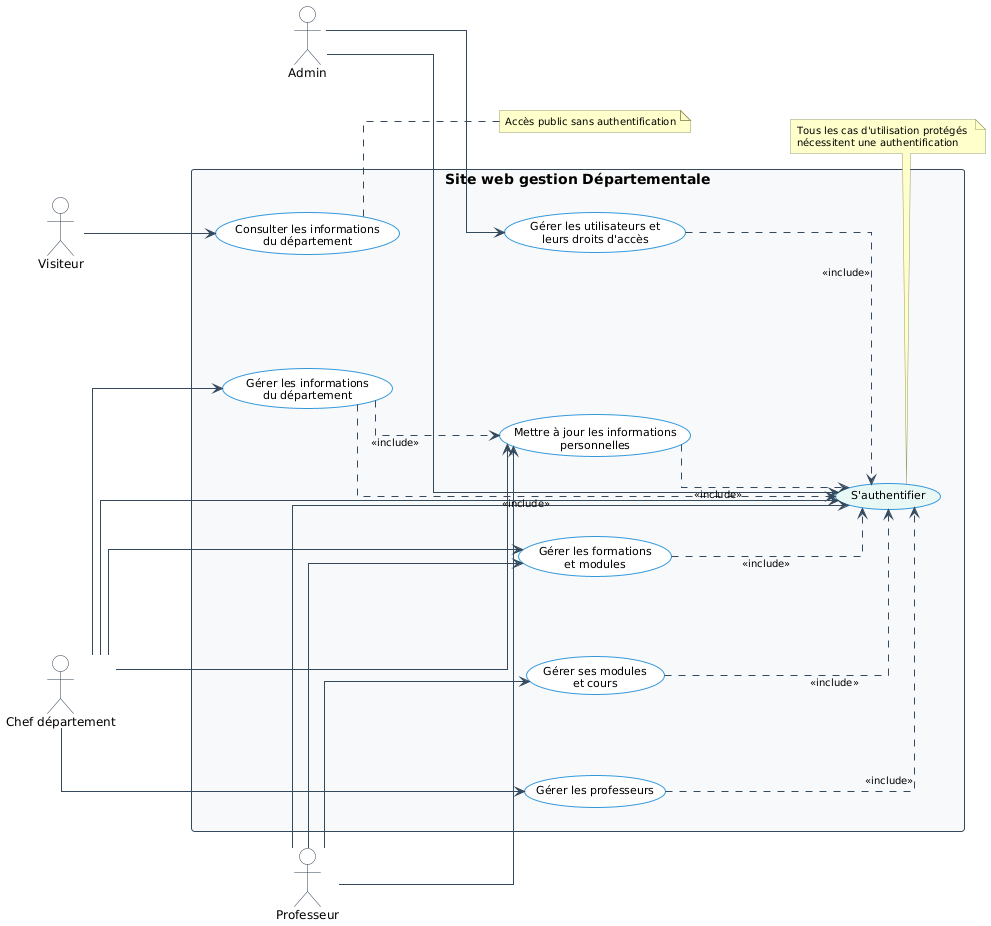 Admin
Accès public sans authentification
Tous les cas d'utilisation protégés
nécessitent une authentification
Site web gestion Départementale
Visiteur
Consulter les informations
du département
Gérer les utilisateurs et
leurs droits d'accès
«include»
Gérer les informations
du département
«include»
Mettre à jour les informations
personnelles
«include»
«include»
S'authentifier
Gérer les formations
et modules
«include»
Chef département
Gérer ses modules
et cours
«include»
Gérer les professeurs
«include»
Professeur